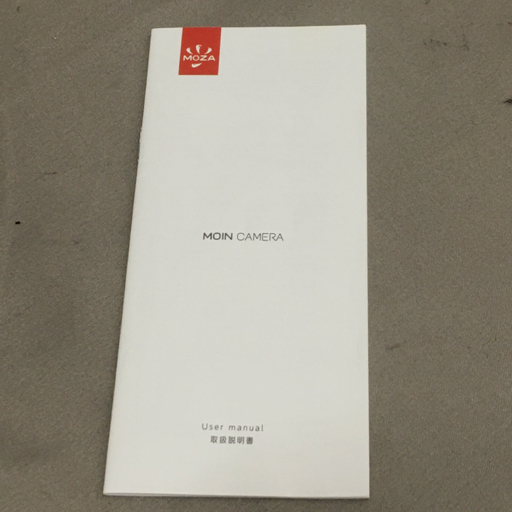 MOZA
MOIN CAMERA
User manual
取扱説明書